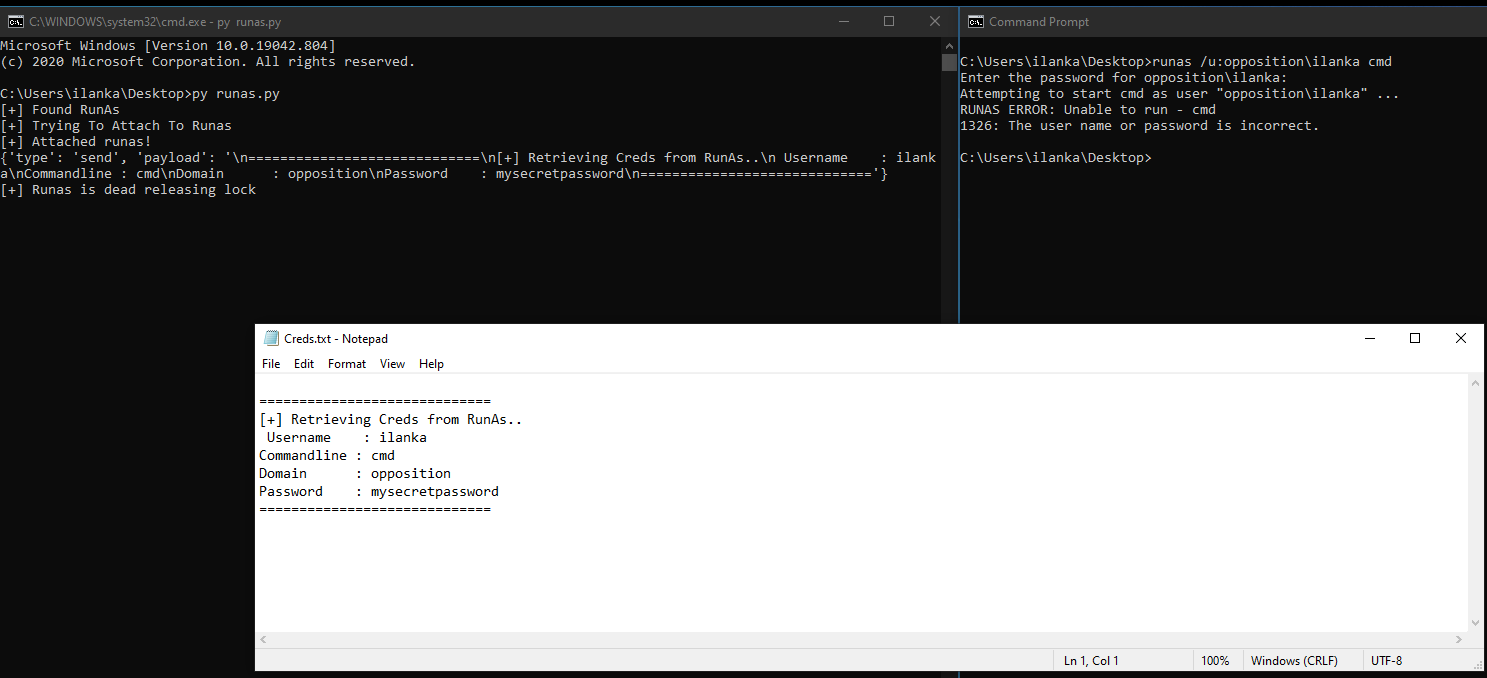 C:\WINDOWS\system32\cmd.exe - py  runas.py
Microsoft Windows [Version 10.0.19042.804]
(c) 2020 Microsoft Corporation. All rights reserved.
C:\Users\ilanka\Desktop>py runas.py
[+] Found RunAs
[+] Trying To Attach To Runas
[+] Attached runas!
{'type': 'send', 'payload': '\n=============================\n[+] Retrieving Creds from RunAs..\n Username    : ilank
a\nCommandline : cmd\nDomain      : opposition\nPassword    : mysecretpassword\n============================='}
[+] Runas is dead releasing lock
Command Prompt
C:\Users\ilanka\Desktop>runas /u:opposition\ilanka cmd
Enter the password for opposition\ilanka:
Attempting to start cmd as user "opposition\ilanka" ...
RUNAS ERROR: Unable to run - cmd
1326: The user name or password is incorrect.
C:\Users\ilanka\Desktop>
Creds.txt - Notepad
File Edit Format View Help
=============================
[+] Retrieving Creds from RunAs..
 Username    : ilanka
Commandline : cmd
Domain      : opposition
Password    : mysecretpassword
=============================
Ln 1, Col 1 100% Windows (CRLF) UTF-8